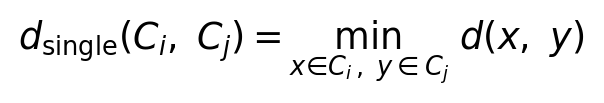 d_single(C_i, C_j) = min_{x∈C_i, y∈C_j} d(x, y)